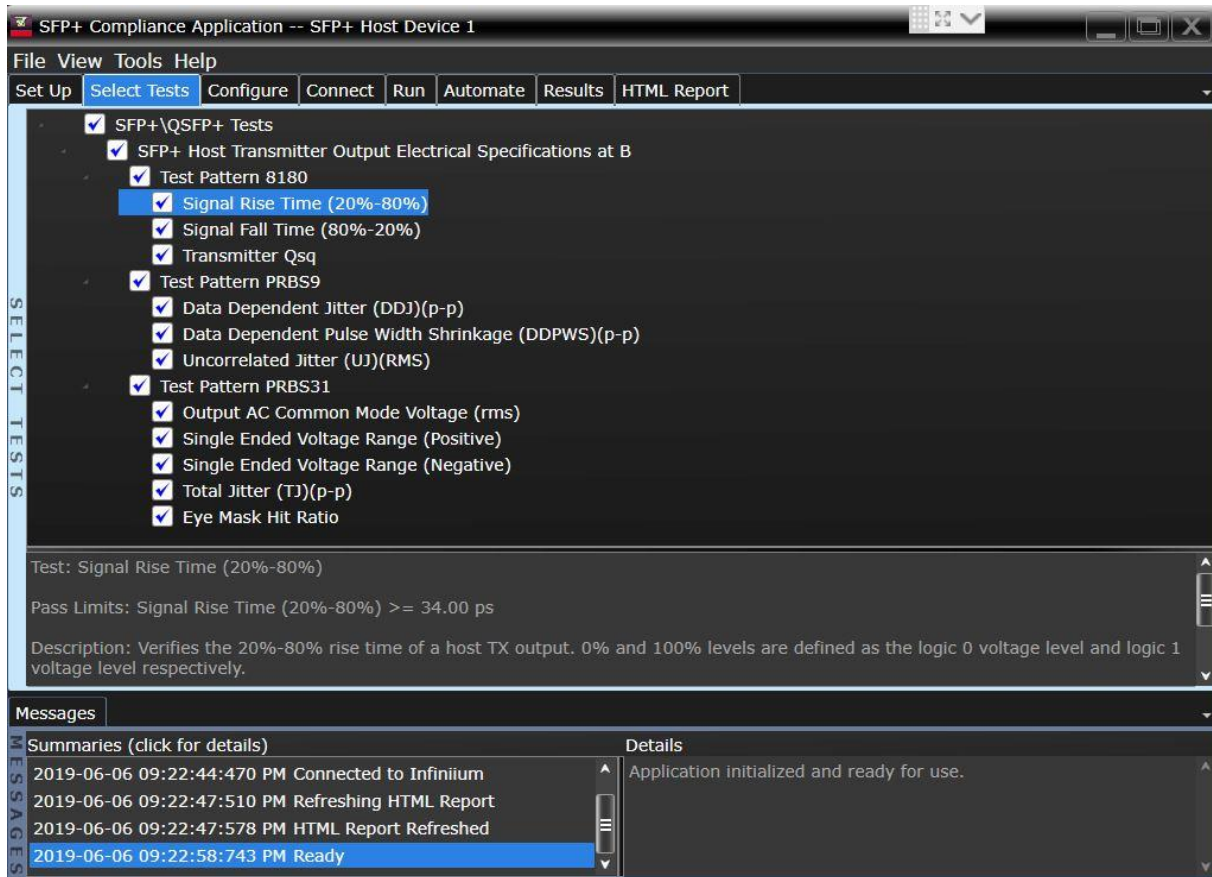 SFP+ Compliance Application -- SFP+ Host Device 1
File View Tools Help
Set Up Select Tests Configure Connect Run Automate Results HTML Report
SFP+\QSFP+ Tests
SFP+ Host Transmitter Output Electrical Specifications at B
Test Pattern 8180
Signal Rise Time (20%-80%)
Signal Fall Time (80%-20%)
Transmitter Qsq
Test Pattern PRBS9
Data Dependent Jitter (DDJ)(p-p)
Data Dependent Pulse Width Shrinkage (DDPWS)(p-p)
Uncorrelated Jitter (UJ)(RMS)
Test Pattern PRBS31
Output AC Common Mode Voltage (rms)
Single Ended Voltage Range (Positive)
Single Ended Voltage Range (Negative)
Total Jitter (TJ)(p-p)
Eye Mask Hit Ratio
SELECT TESTS
Test: Signal Rise Time (20%-80%)
Pass Limits: Signal Rise Time (20%-80%) >= 34.00 ps
Description: Verifies the 20%-80% rise time of a host TX output. 0% and 100% levels are defined as the logic 0 voltage level and logic 1
voltage level respectively.
Messages
MESSAGES
Summaries (click for details)
2019-06-06 09:22:44:470 PM Connected to Infiniium
2019-06-06 09:22:47:510 PM Refreshing HTML Report
2019-06-06 09:22:47:578 PM HTML Report Refreshed
2019-06-06 09:22:58:743 PM Ready
Details
Application initialized and ready for use.